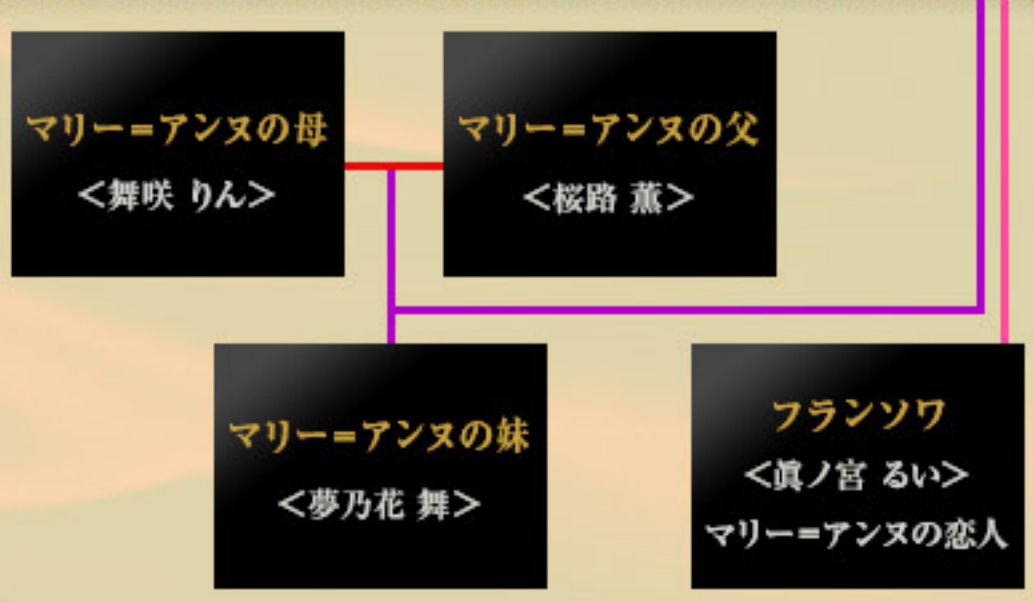 マリー=アンヌの母
<舞咲 りん>
マリー=アンヌの父
<桜路 薫>
マリー=アンヌの妹
<夢乃花 舞>
フランソワ
<眞ノ宮 るい>
マリー=アンヌの恋人